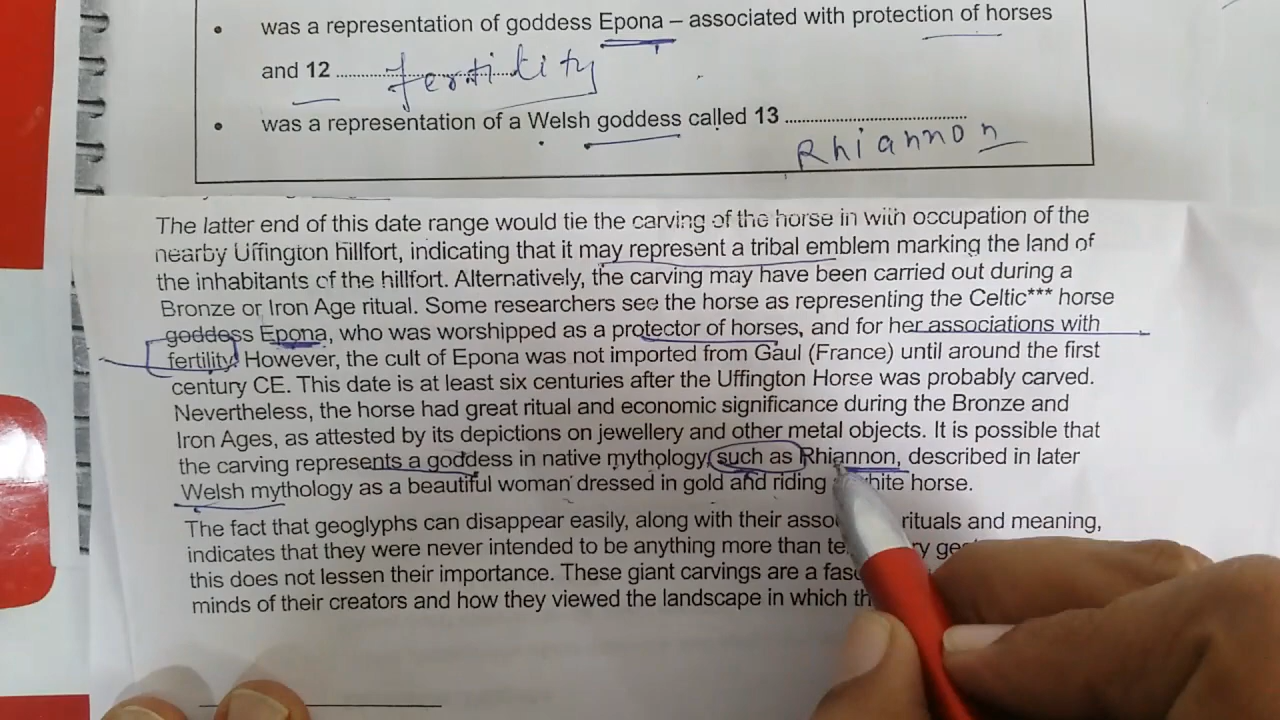 • was a representation of goddess Epona – associated with protection of horses
and 12 ........ fertility
• was a representation of a Welsh goddess called 13 ........
Rhiannon
The latter end of this date range would tie the carving of the horse in with occupation of the
nearby Uffington hillfort, indicating that it may represent a tribal emblem marking the land of
the inhabitants of the hillfort. Alternatively, the carving may have been carried out during a
Bronze or Iron Age ritual. Some researchers see the horse as representing the Celtic*** horse
goddess Epona, who was worshipped as a protector of horses, and for her associations with
fertility. However, the cult of Epona was not imported from Gaul (France) until around the first
century CE. This date is at least six centuries after the Uffington Horse was probably carved.
Nevertheless, the horse had great ritual and economic significance during the Bronze and
Iron Ages, as attested by its depictions on jewellery and other metal objects. It is possible that
the carving represents a goddess in native mythology, such as Rhiannon, described in later
Welsh mythology as a beautiful woman dressed in gold and riding a white horse.
The fact that geoglyphs can disappear easily, along with their rituals and meaning,
indicates that they were never intended to be anything more than
this does not lessen their importance. These giant carvings are a
minds of their creators and how they viewed the landscape in which